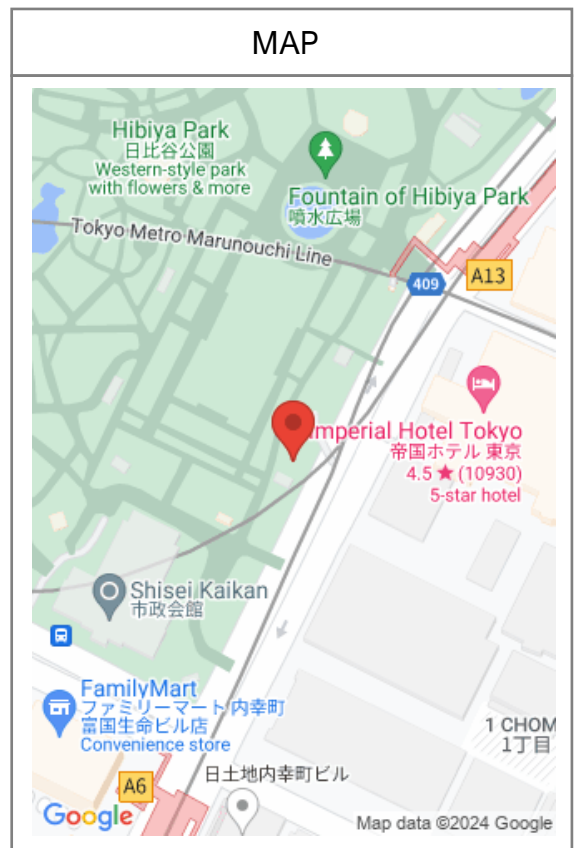 MAP
Hibiya Park
日比谷公園
Western-style park
with flowers & more
Fountain of Hibiya Park
噴水広場
Tokyo Metro Marunouchi Line
A13
409
Imperial Hotel Tokyo
帝国ホテル 東京
4.5 ★ (10930)
5-star hotel
Shisei Kaikan
市政会館
FamilyMart
ファミリーマート 内幸町
富国生命ビル店
Convenience store
1 CHOM
1丁目
日土地内幸町ビル
A6
Google
Map data ©2024 Google